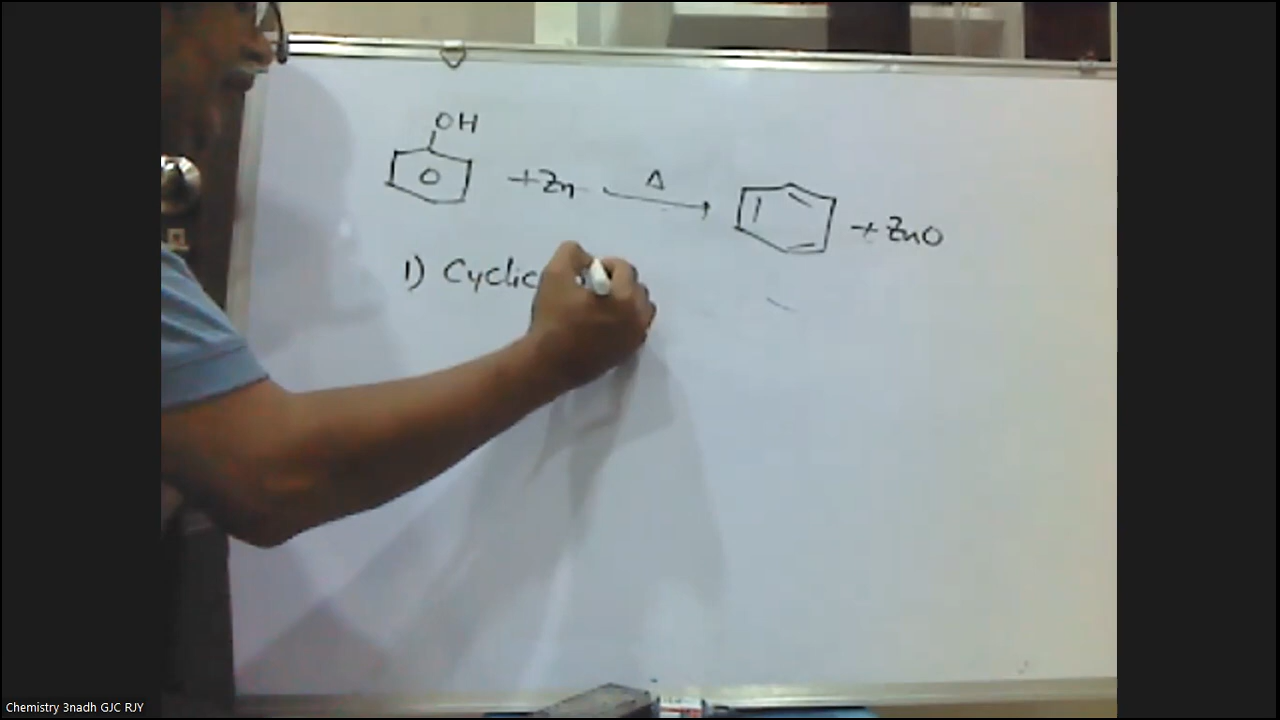 OH
+ Zn Δ + ZnO
1) Cyclic
Chemistry 3nadh GJC RJY